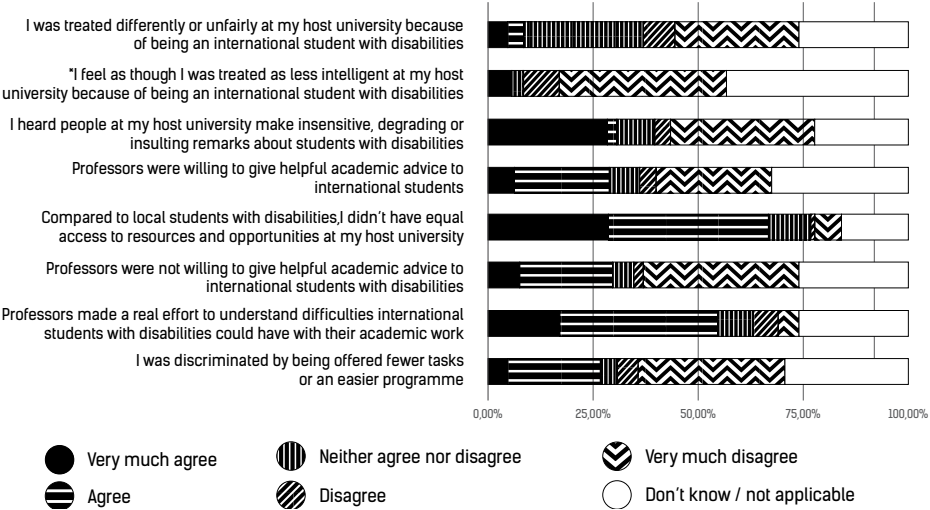 I was treated differently or unfairly at my host university because
of being an international student with disabilities
*I feel as though I was treated as less intelligent at my host
university because of being an international student with disabilities
I heard people at my host university make insensitive, degrading or
insulting remarks about students with disabilities
Professors were willing to give helpful academic advice to
international students
Compared to local students with disabilities,I didn't have equal
access to resources and opportunities at my host university
Professors were not willing to give helpful academic advice to
international students with disabilities
Professors made a real effort to understand difficulties international
students with disabilities could have with their academic work
I was discriminated by being offered fewer tasks
or an easier programme
0,00% 25,00% 50,00% 75,00% 100,00%
Very much agree
Neither agree nor disagree
Very much disagree
Agree
Disagree
Don't know / not applicable